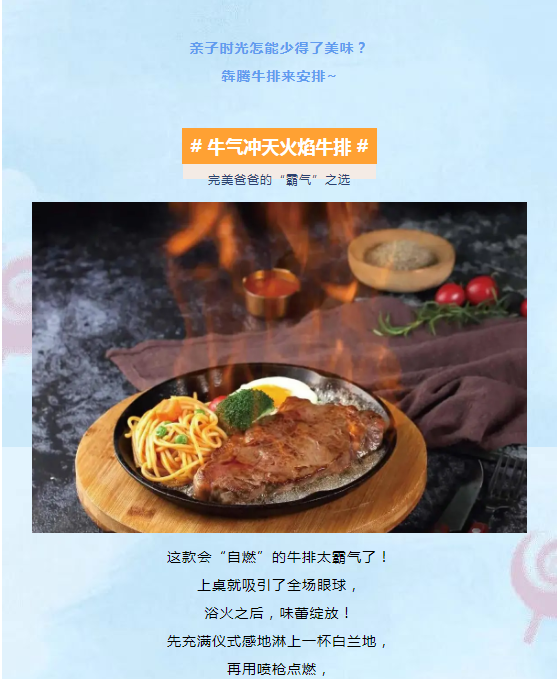 亲子时光怎能少得了美味？
犇腾牛排来安排~
# 牛气冲天火焰牛排 #
完美爸爸的“霸气”之选
这款会“自燃”的牛排太霸气了！
上桌就吸引了全场眼球，
浴火之后，味蕾绽放！
先充满仪式感地淋上一杯白兰地，
再用喷枪点燃，